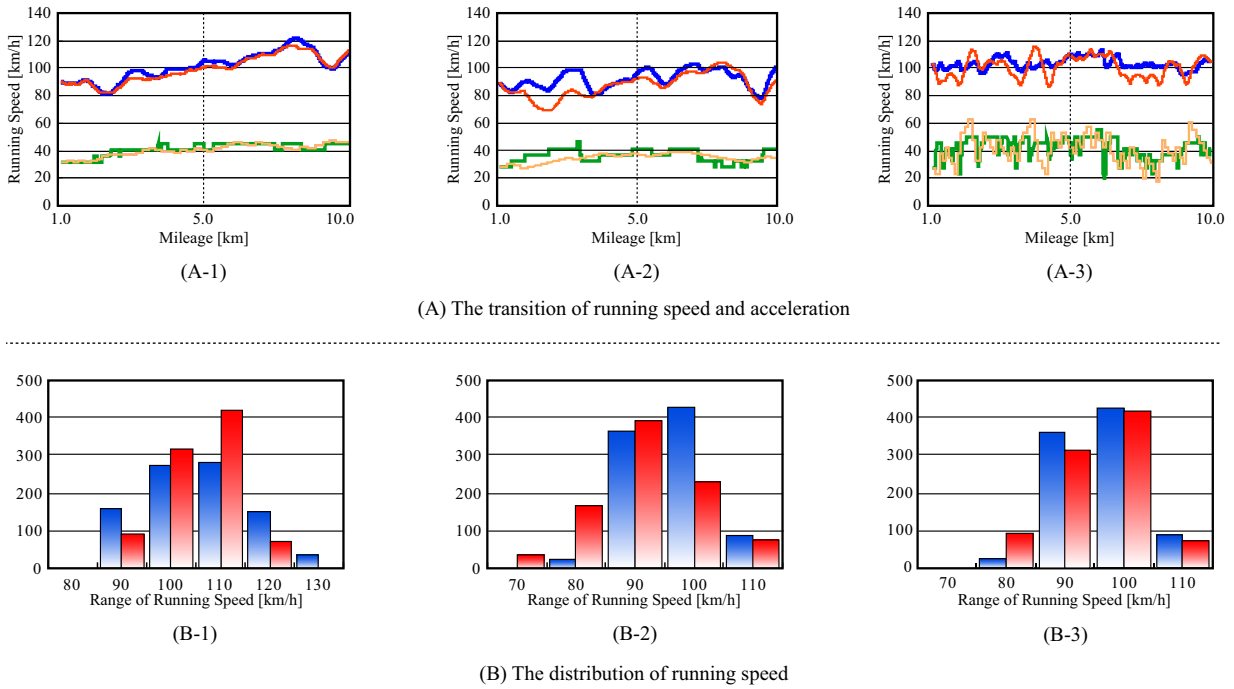 140
120
100
80
60
40
20
0
Running Speed [km/h]
1.0 5.0 10.0
Mileage [km]
(A-1)
140
120
100
80
60
40
20
0
Running Speed [km/h]
1.0 5.0 10.0
Mileage [km]
(A-2)
140
120
100
80
60
40
20
0
Running Speed [km/h]
1.0 5.0 10.0
Mileage [km]
(A-3)
(A) The transition of running speed and acceleration
500
400
300
200
100
0
80 90 100 110 120 130
Range of Running Speed [km/h]
(B-1)
500
400
300
200
100
0
70 80 90 100 110
Range of Running Speed [km/h]
(B-2)
500
400
300
200
100
0
70 80 90 100 110
Range of Running Speed [km/h]
(B-3)
(B) The distribution of running speed